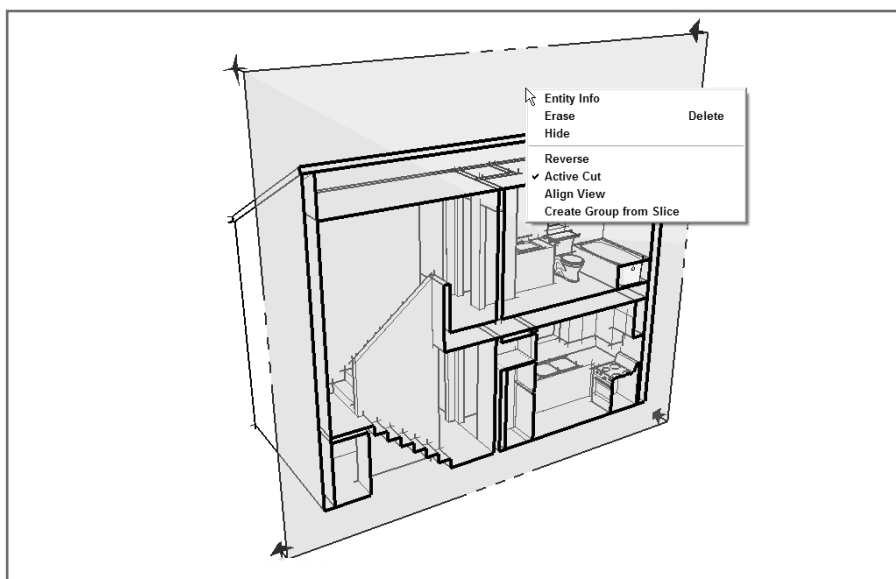 Entity Info
Erase Delete
Hide
Reverse
Active Cut
Align View
Create Group from Slice